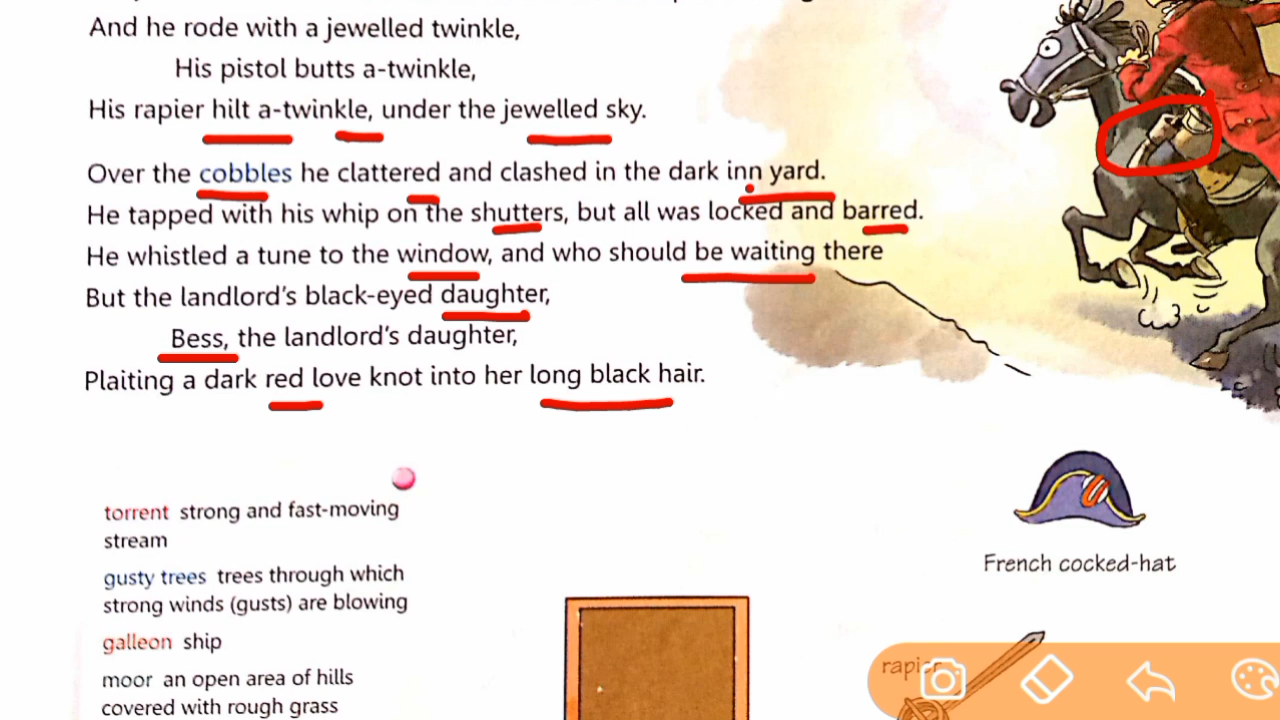 And he rode with a jewelled twinkle,
His pistol butts a-twinkle,
His rapier hilt a-twinkle, under the jewelled sky.
Over the cobbles he clattered and clashed in the dark inn yard.
He tapped with his whip on the shutters, but all was locked and barred.
He whistled a tune to the window, and who should be waiting there
But the landlord's black-eyed daughter,
Bess, the landlord's daughter,
Plaiting a dark red love knot into her long black hair.
torrent strong and fast-moving
stream
gusty trees trees through which
strong winds (gusts) are blowing
galleon ship
moor an open area of hills
covered with rough grass
French cocked-hat
rapier